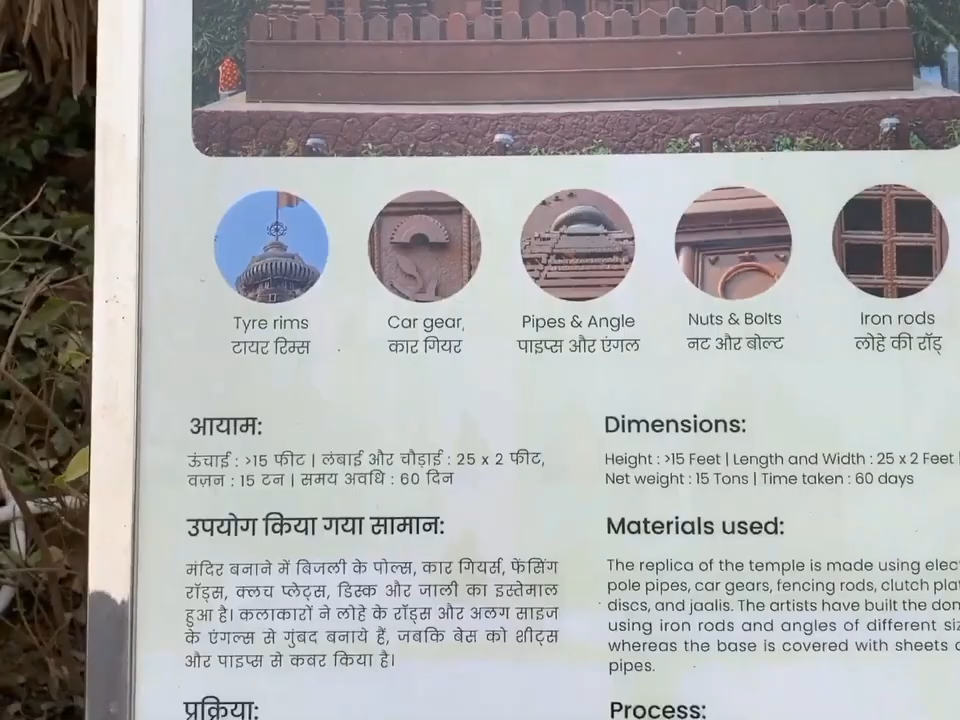 Tyre rims
टायर रिम्स
Car gear,
कार गियर
Pipes & Angle
पाइप्स और एंगल
Nuts & Bolts
नट और बोल्ट
Iron rods
लोहे की रॉड्
आयाम:
ऊंचाई : >15 फीट | लंबाई और चौड़ाई : 25 x 2 फीट,
वज़न : 15 टन | समय अवधि : 60 दिन
उपयोग किया गया सामान:
मंदिर बनाने में बिजली के पोल्स, कार गियर्स, फेंसिंग
रॉड्स, क्लच प्लेट्स, डिस्क और जाली का इस्तेमाल
हुआ है। कलाकारों ने लोहे के रॉड्स और अलग साइज
के एंगल्स से गुंबद बनाये हैं, जबकि बेस को शीट्स
और पाइप्स से कबर किया है।
प्रक्रिया:
Dimensions:
Height : >15 Feet | Length and Width : 25 x 2 Feet |
Net weight : 15 Tons | Time taken : 60 days
Materials used:
The replica of the temple is made using
pole pipes, car gears, fencing rods, clutch
discs, and jaalis. The artists have built the
using iron rods and angles of different
whereas the base is covered with sheets
pipes.
Process: